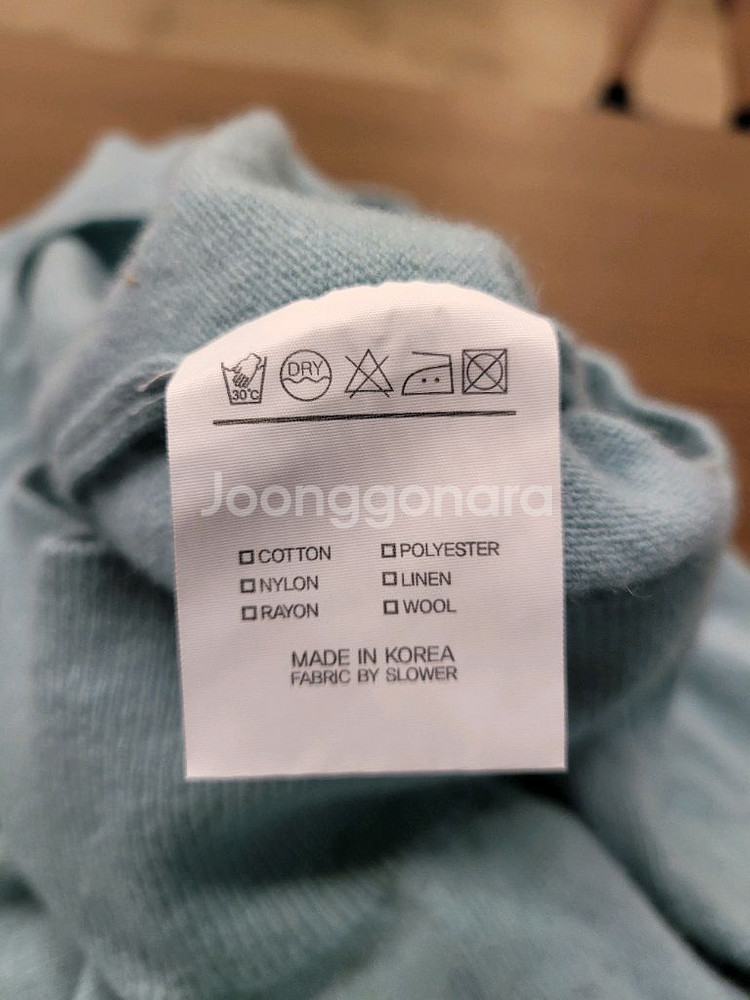 30°C
DRY
Joonggonara
COTTON POLYESTER
NYLON LINEN
RAYON WOOL
MADE IN KOREA
FABRIC BY SLOWER